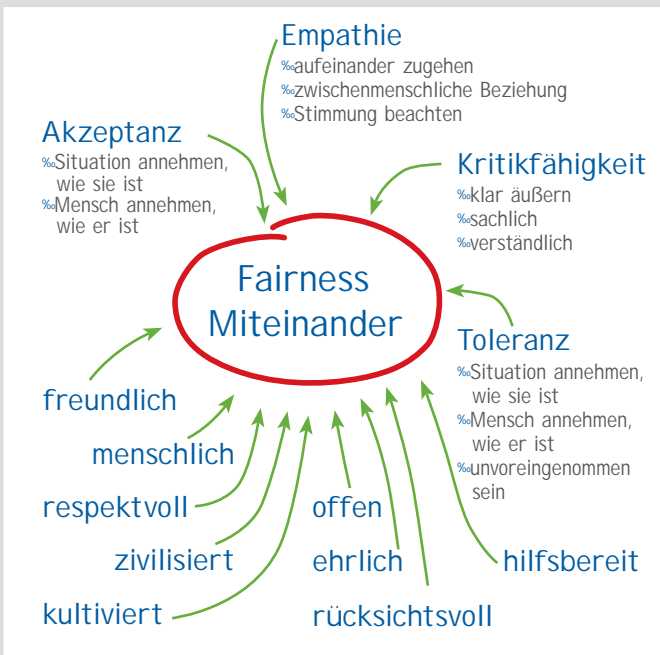 Empathie
‰aufeinander zugehen
‰zwischenmenschliche Beziehung
‰Stimmung beachten
Akzeptanz
‰Situation annehmen,
wie sie ist
‰Mensch annehmen,
wie er ist
Kritikfähigkeit
‰klar äußern
‰sachlich
‰verständlich
Fairness
Miteinander
Toleranz
‰Situation annehmen,
wie sie ist
‰Mensch annehmen,
wie er ist
‰unvoreingenommen
sein
freundlich
menschlich
respektvoll
zivilisiert
kultiviert
offen
ehrlich
rücksichtsvoll
hilfsbereit